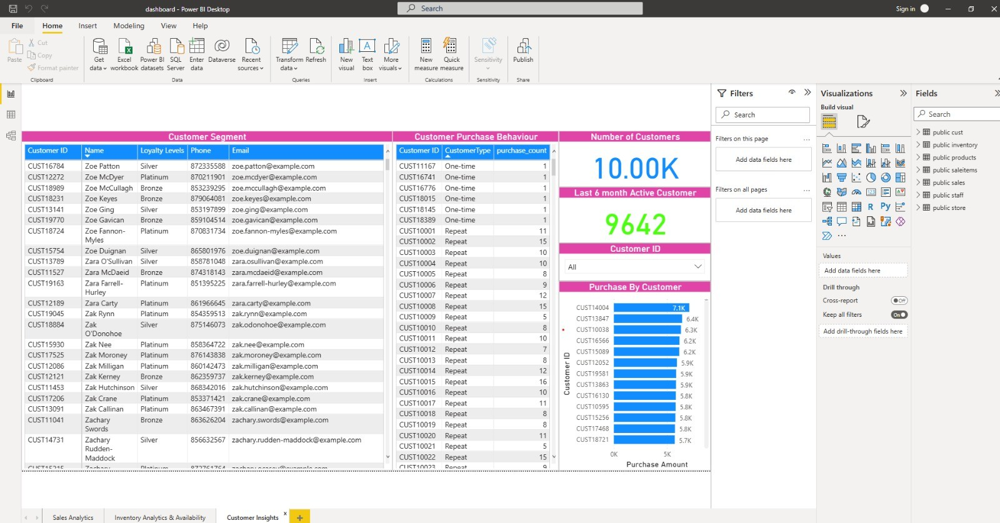 dashboard - Power BI Desktop
Search
Sign in
File Home Insert Modeling View Help
Paste
Cut
Copy
Format painter
Clipboard
Get data
Excel workbook
Power BI datasets
SQL Server
Enter data
Dataverse
Recent sources
Data
Transform data
Refresh
Queries
New visual
Text box
More visuals
Insert
New measure
Quick measure
Calculations
Sensitivity
Sensitivity
Publish
Share
Customer Segment
Customer ID Name Loyalty Levels Phone Email
CUST16784 Zoe Patton Silver 872335588 zoe.patton@example.com
CUST12272 Zoe McDyer Platinum 870211901 zoe.mcdyer@example.com
CUST18989 Zoe McCullagh Bronze 853239295 zoe.mccullagh@example.com
CUST18231 Zoe Keyes Bronze 879064081 zoe.keyes@example.com
CUST13141 Zoe Ging Silver 853197899 zoe.ging@example.com
CUST19770 Zoe Gavican Bronze 859104514 zoe.gavican@example.com
CUST18724 Zoe Fannon- Platinum 870831734 zoe.fannon-myles@example.com
Myles
CUST15754 Zoe Duignan Silver 865801976 zoe.duignan@example.com
CUST13789 Zara O'Sullivan Silver 858781048 zara.osullivan@example.com
CUST11527 Zara McDaeid Bronze 874318143 zara.mcdaeid@example.com
CUST19163 Zara Farrell- Platinum 851395225 zara.farrell-hurley@example.com
Hurley
CUST12189 Zara Carty Platinum 861966645 zara.carty@example.com
CUST19045 Zak Rynn Platinum 854359513 zak.rynn@example.com
CUST18884 Zak Silver 875146073 zak.odonohoe@example.com
O'Donohoe
CUST15930 Zak Nee Platinum 858364722 zak.nee@example.com
CUST17525 Zak Moroney Platinum 876143838 zak.moroney@example.com
CUST12086 Zak Milligan Platinum 860142473 zak.milligan@example.com
CUST12121 Zak Kerney Bronze 862359737 zak.kerney@example.com
CUST11453 Zak Hutchinson Silver 868342016 zak.hutchinson@example.com
CUST17206 Zak Crane Platinum 853371421 zak.crane@example.com
CUST13091 Zak Callinan Platinum 863467391 zak.callinan@example.com
CUST11041 Zachary Bronze 863626204 zachary.swords@example.com
Swords
CUST14731 Zachary Silver 856632567 zachary.rudden-maddock@example.com
Rudden-
Maddock
Customer Purchase Behaviour
Customer ID CustomerType purchase_count
CUST11167 One-time 1
CUST16741 One-time 1
CUST16776 One-time 1
CUST18015 One-time 1
CUST18145 One-time 1
CUST18389 One-time 1
CUST10001 Repeat 11
CUST10002 Repeat 15
CUST10003 Repeat 10
CUST10004 Repeat 10
CUST10005 Repeat 8
CUST10006 Repeat 9
CUST10007 Repeat 12
CUST10008 Repeat 15
CUST10009 Repeat 5
CUST10010 Repeat 8
CUST10011 Repeat 10
CUST10012 Repeat 7
CUST10013 Repeat 8
CUST10014 Repeat 12
CUST10015 Repeat 16
CUST10016 Repeat 10
CUST10017 Repeat 11
CUST10018 Repeat 8
CUST10019 Repeat 8
CUST10020 Repeat 11
CUST10021 Repeat 5
CUST10022 Repeat 15
CUST10023 Repeat 9
Number of Customers
10.00K
Last 6 month Active Customer
9642
Customer ID
All
Purchase By Customer
Customer ID
CUST14004 7.1K
CUST13847 6.4K
CUST10038 6.3K
CUST16566 6.2K
CUST15089 6.2K
CUST12052 5.9K
CUST19581 5.9K
CUST13863 5.9K
CUST16130 5.8K
CUST10595 5.8K
CUST15256 5.8K
CUST17468 5.8K
CUST18721 5.7K
0K 5K
Purchase Amount
Filters
Search
Filters on this page ...
Add data fields here
Filters on all pages ...
Add data fields here
Visualizations
Build visual
123
R Py
...
Values
Add data fields here
Drill through
Cross-report Off
Keep all filters On
Add drill-through fields here
Fields
Search
public cust
public inventory
public products
public saleitems
public sales
public staff
public store
Sales Analytics Inventory Analytics & Availability Customer Insights x +